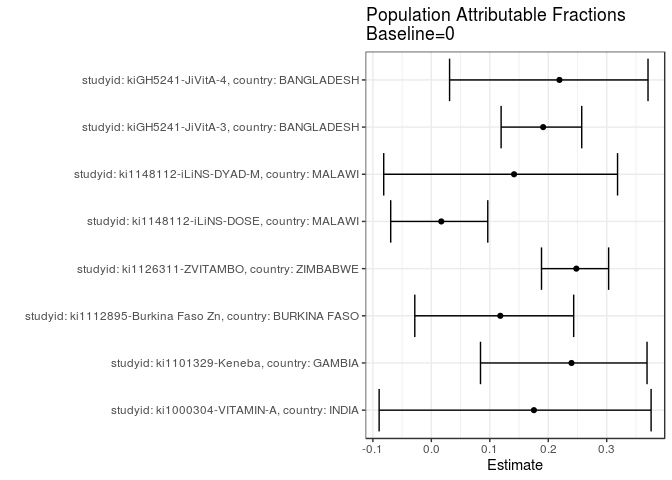 Population Attributable Fractions
Baseline=0
studyid: kiGH5241-JiVitA-4, country: BANGLADESH
studyid: kiGH5241-JiVitA-3, country: BANGLADESH
studyid: ki1148112-iLiNS-DYAD-M, country: MALAWI
studyid: ki1148112-iLiNS-DOSE, country: MALAWI
studyid: ki1126311-ZVITAMBO, country: ZIMBABWE
studyid: ki1112895-Burkina Faso Zn, country: BURKINA FASO
studyid: ki1101329-Keneba, country: GAMBIA
studyid: ki1000304-VITAMIN-A, country: INDIA
-0.1 0.0 0.1 0.2 0.3
Estimate